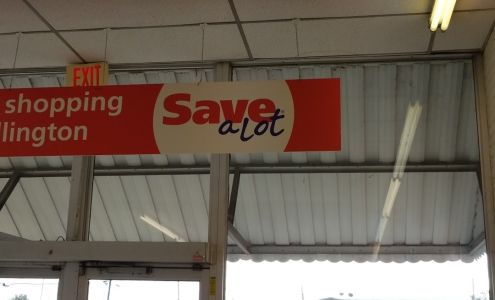 EXIT
shopping
llington
Save
a Lot